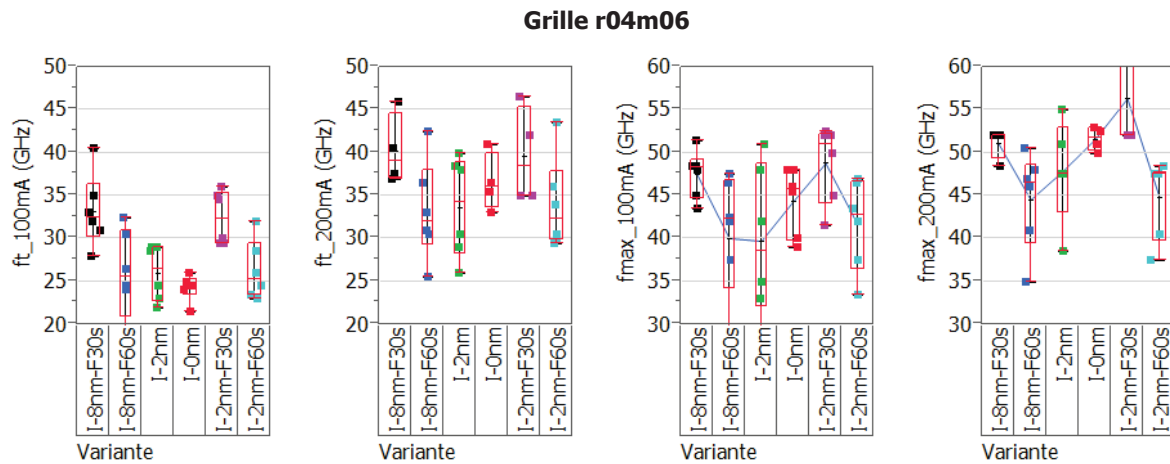 Grille r04m06
ft_100mA (GHz)
50
45
40
35
30
25
20
I-8nm-F30s
I-8nm-F60s
I-2nm
I-0nm
I-2nm-F30s
I-2nm-F60s
Variante
ft_200mA (GHz)
50
45
40
35
30
25
20
I-8nm-F30s
I-8nm-F60s
I-2nm
I-0nm
I-2nm-F30s
I-2nm-F60s
Variante
fmax_100mA (GHz)
60
55
50
45
40
35
30
I-8nm-F30s
I-8nm-F60s
I-2nm
I-0nm
I-2nm-F30s
I-2nm-F60s
Variante
fmax_200mA (GHz)
60
55
50
45
40
35
30
I-8nm-F30s
I-8nm-F60s
I-2nm
I-0nm
I-2nm-F30s
I-2nm-F60s
Variante